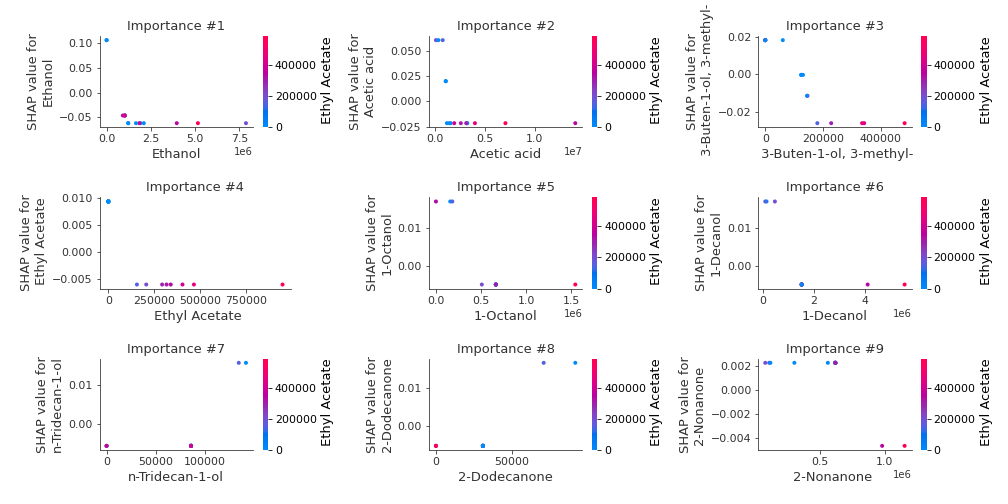 Importance #1
SHAP value for
Ethanol
0.10
0.05
0.00
−0.05
0.0
2.5
5.0
7.5
1e6
Ethanol
400000
200000
0
Ethyl Acetate
Importance #2
SHAP value for
Acetic acid
0.050
0.025
0.000
−0.025
0.0
0.5
1.0
1e7
Acetic acid
400000
200000
0
Ethyl Acetate
Importance #3
SHAP value for
3-Buten-1-ol, 3-methyl-
0.02
0.00
−0.02
0
200000
400000
3-Buten-1-ol, 3-methyl-
400000
200000
0
Ethyl Acetate
Importance #4
SHAP value for
Ethyl Acetate
0.010
0.005
0.000
−0.005
0
250000
500000
750000
Ethyl Acetate
Importance #5
SHAP value for
1-Octanol
0.01
0.00
0.0
0.5
1.0
1.5
1e6
1-Octanol
400000
200000
0
Ethyl Acetate
Importance #6
SHAP value for
1-Decanol
0.01
0.00
0
2
4
1e6
1-Decanol
400000
200000
0
Ethyl Acetate
Importance #7
SHAP value for
n-Tridecan-1-ol
0.01
0.00
0
50000
100000
n-Tridecan-1-ol
400000
200000
0
Ethyl Acetate
Importance #8
SHAP value for
2-Dodecanone
0.01
0.00
0
50000
2-Dodecanone
400000
200000
0
Ethyl Acetate
Importance #9
SHAP value for
2-Nonanone
0.002
0.000
−0.002
−0.004
0.5
1.0
1e6
2-Nonanone
400000
200000
0
Ethyl Acetate